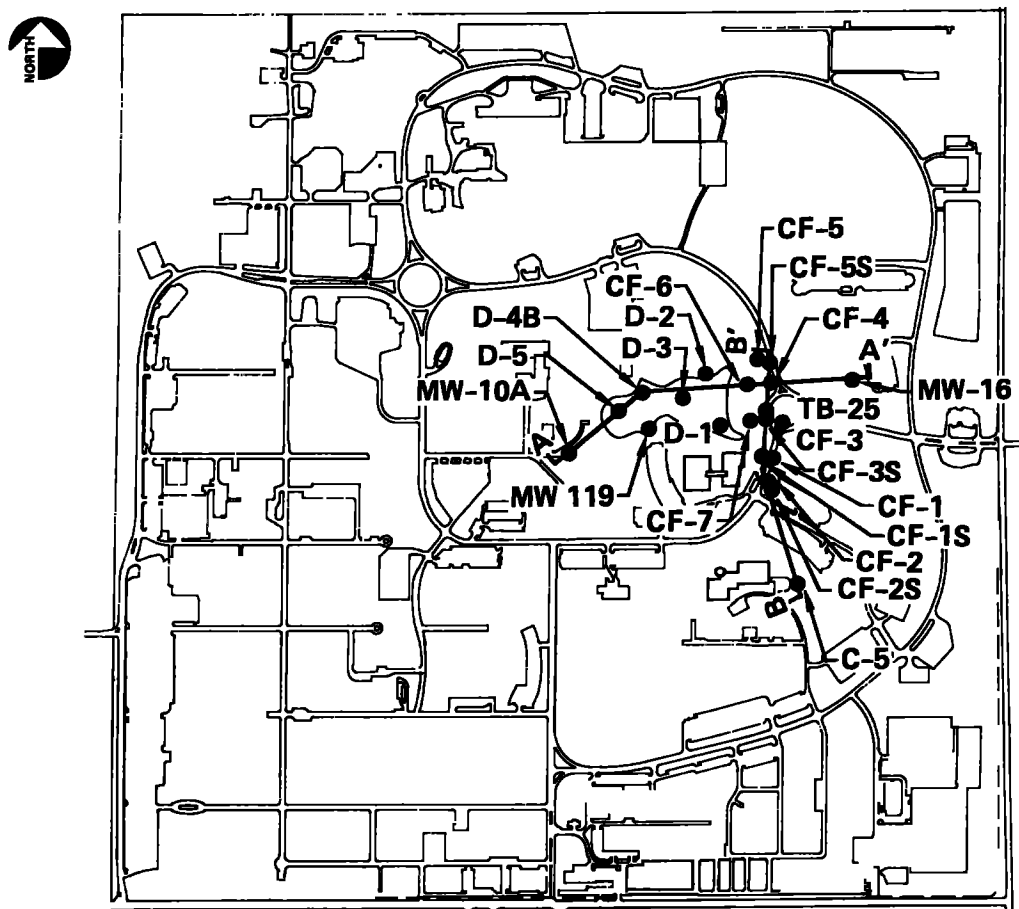 NORTH
CF-5
CF-5S
CF-6
D-4B
D-2
CF-4
D-5
D-3
B'
A'
MW-10A
MW-16
TB-25
A
D-1
CF-3
CF-3S
MW 119
CF-7
CF-1
CF-1S
CF-2
CF-2S
B
C-5